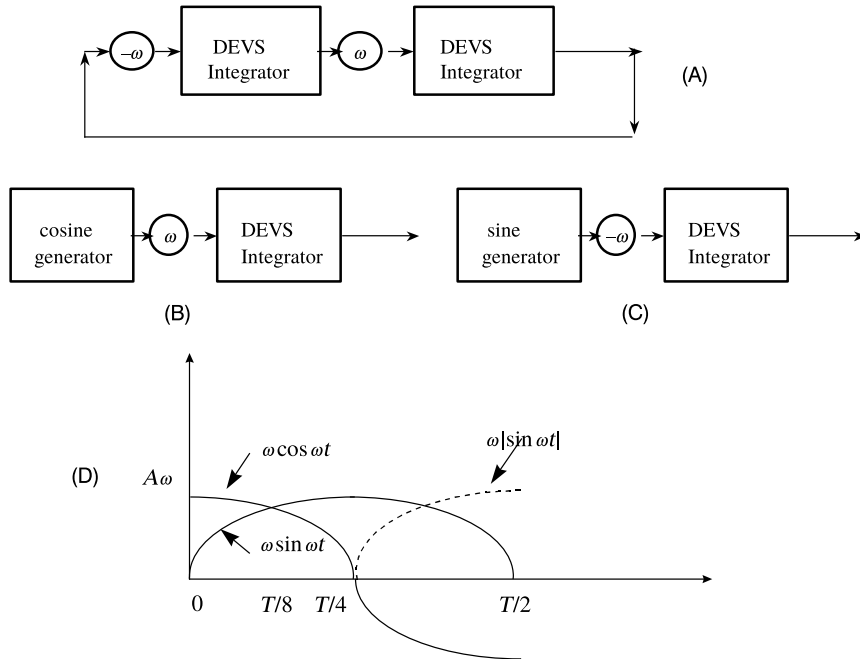 −ω
DEVS
Integrator
ω
DEVS
Integrator
(A)
cosine
generator
ω
DEVS
Integrator
(B)
sine
generator
−ω
DEVS
Integrator
(C)
(D)
Aω
ω cos ωt
ω|sin ωt|
ω sin ωt
0
T/8
T/4
T/2